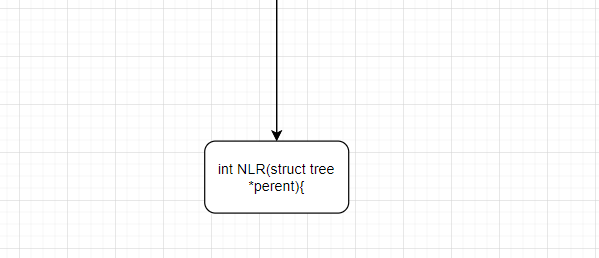 int NLR(struct tree
*perent){